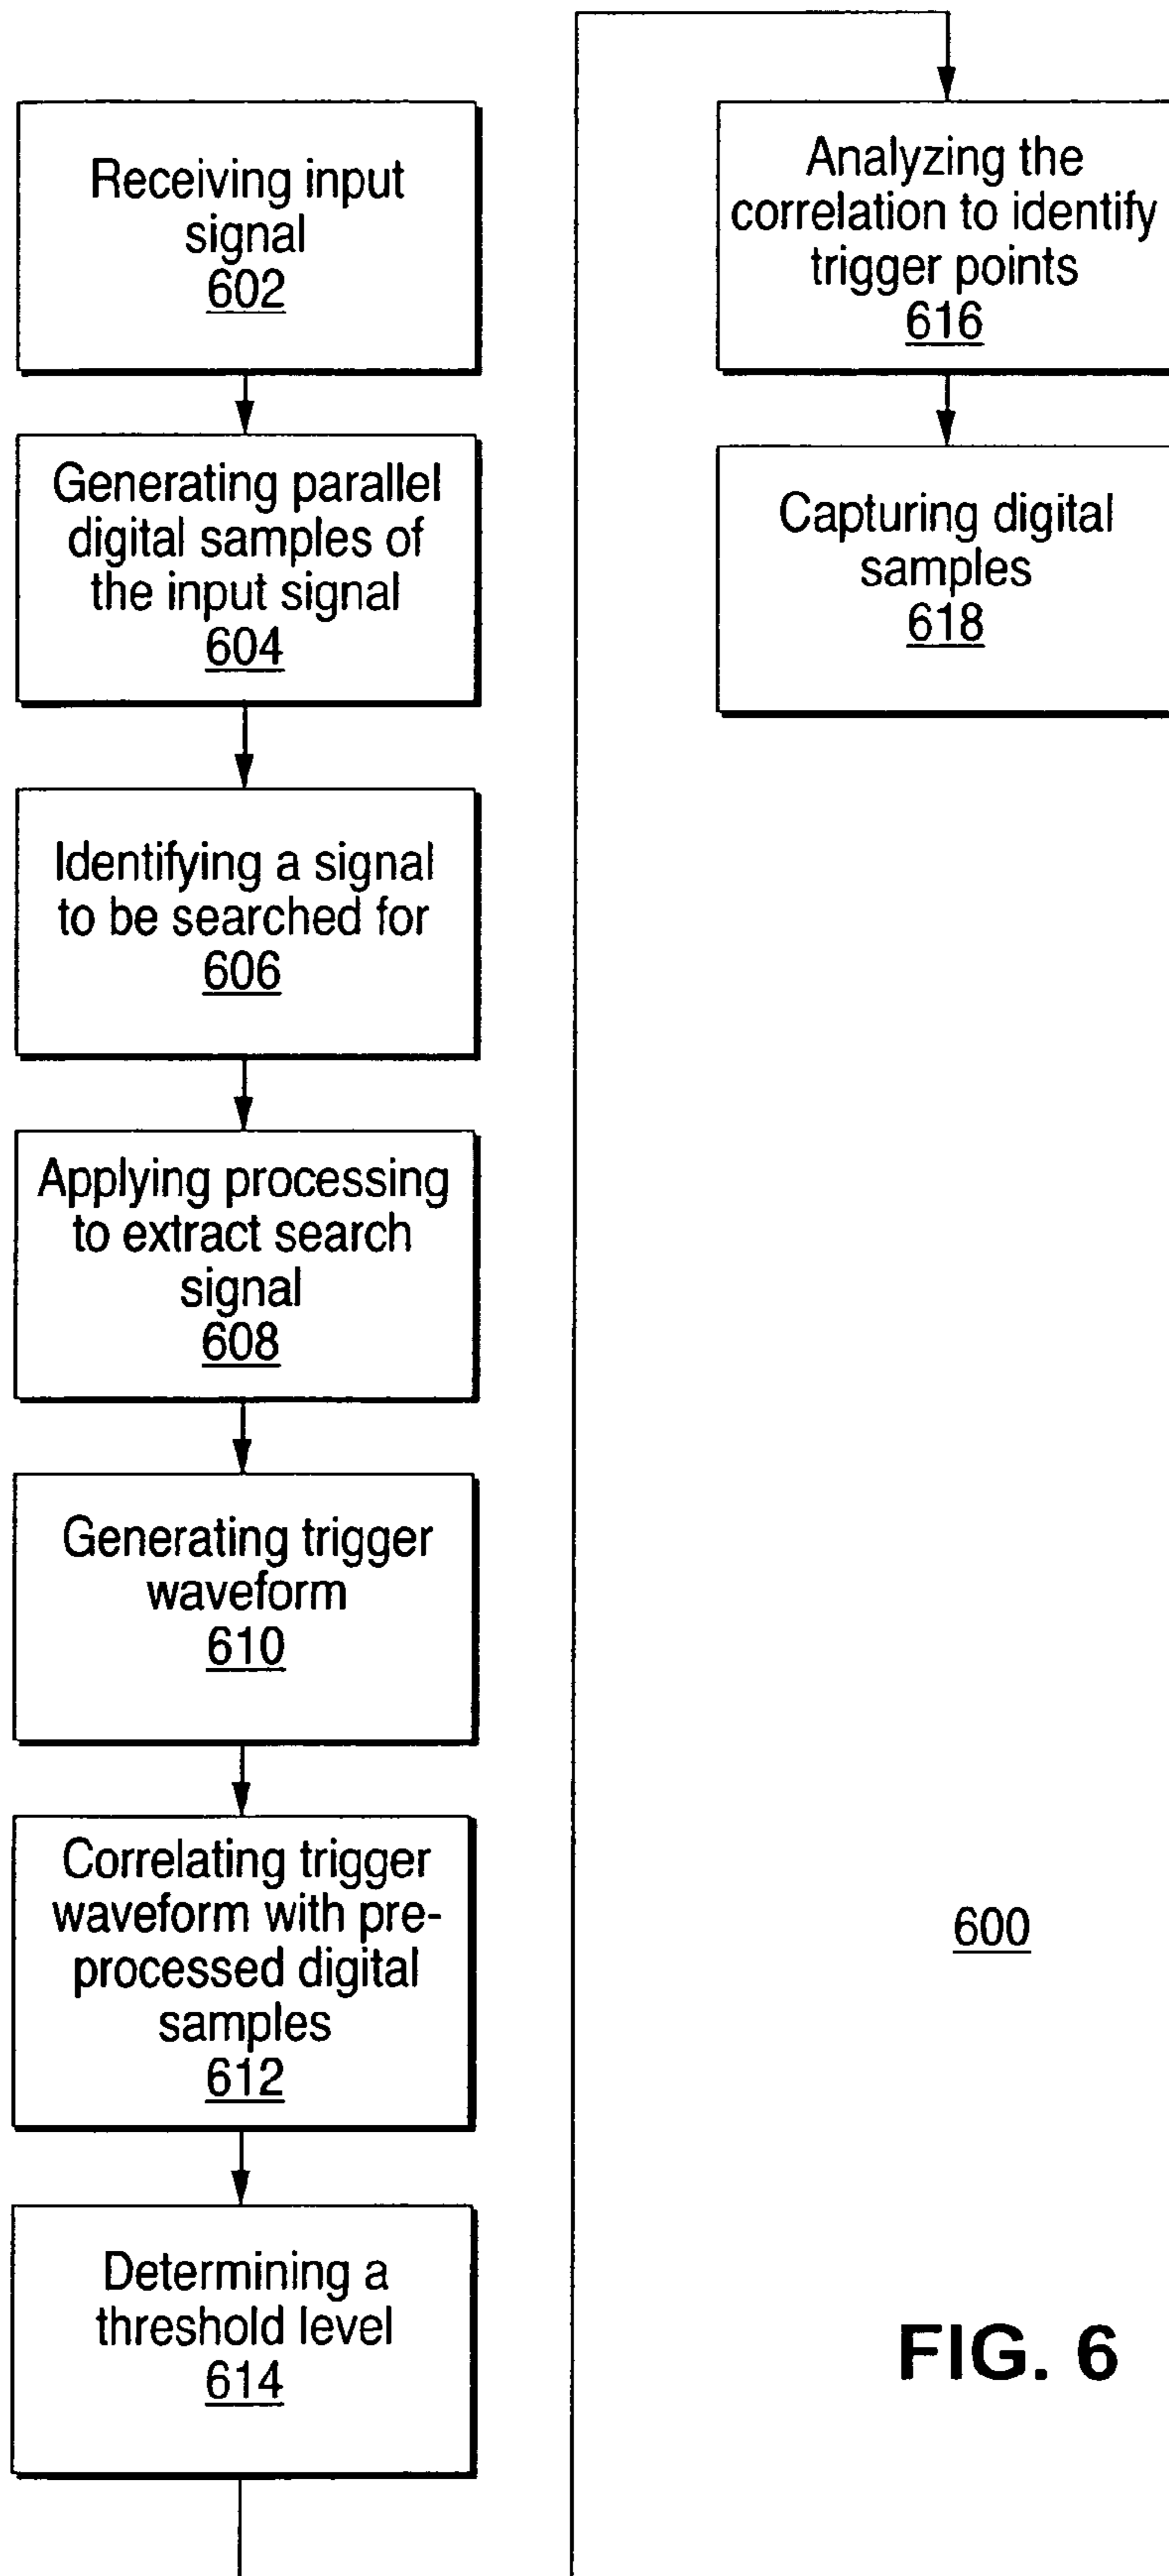 Receiving input
signal
602
Generating parallel
digital samples of
the input signal
604
Identifying a signal
to be searched for
606
Applying processing
to extract search
signal
608
Generating trigger
waveform
610
Correlating trigger
waveform with pre-
processed digital
samples
612
Determining a
threshold level
614
Analyzing the
correlation to identify
trigger points
616
Capturing digital
samples
618
600
FIG. 6